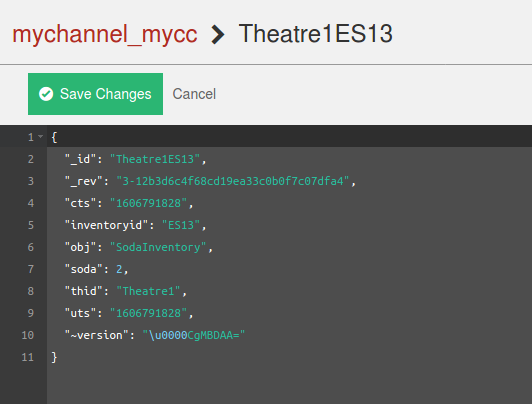 mychannel_mycc > Theatre1ES13
Save Changes Cancel
1 {
2 "_id": "Theatre1ES13",
3 "_rev": "3-12b3d6c4f68cd19ea33c0b0f7c07dfa4",
4 "cts": "1606791828",
5 "inventoryid": "ES13",
6 "obj": "SodaInventory",
7 "soda": 2,
8 "thid": "Theatre1",
9 "uts": "1606791828",
10 "~version": "\u0000CgMBDAA="
11 }